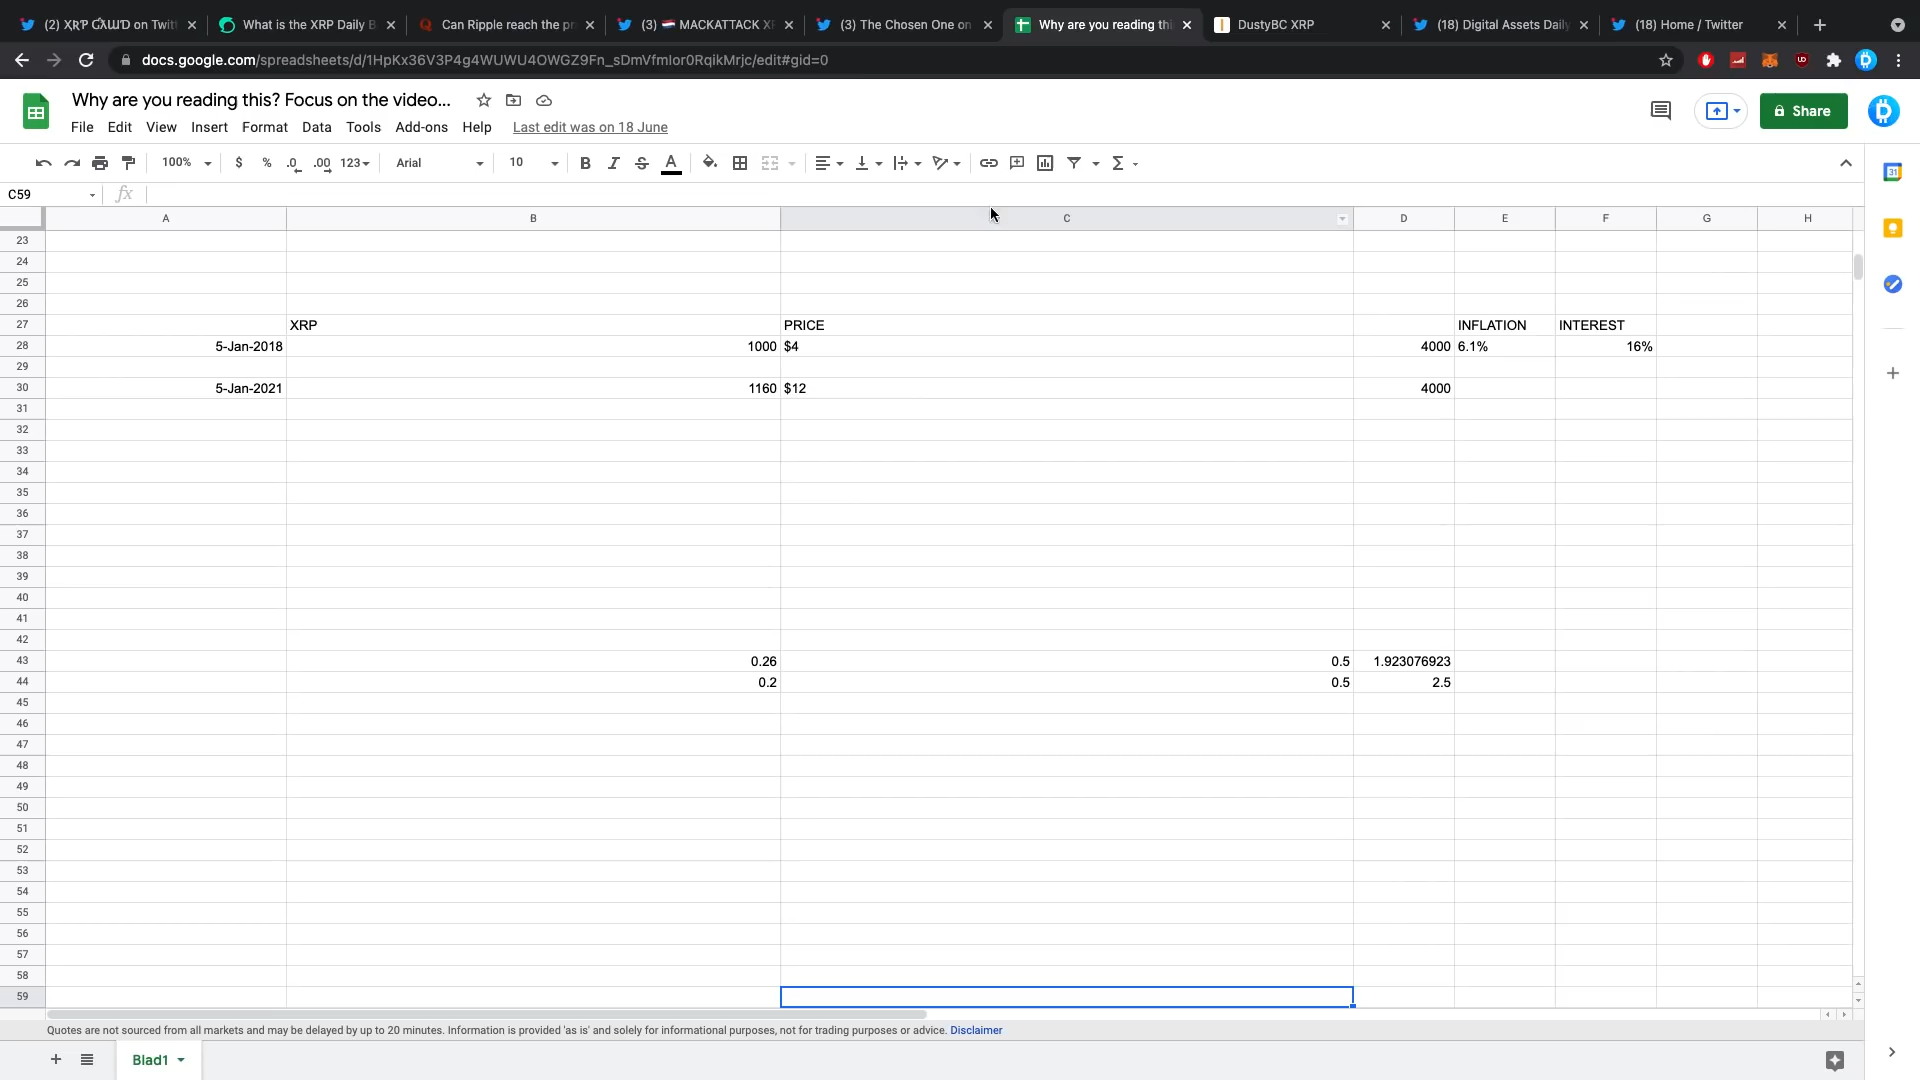 (2) XRP GΛШD on Twitt
What is the XRP Daily B
Can Ripple reach the pr
(3) MACKATTACK XF
(3) The Chosen One on
Why are you reading thi
DustyBC XRP
(18) Digital Assets Daily
(18) Home / Twitter
docs.google.com/spreadsheets/d/1HpKx36V3P4g4WUWU4OWGZ9Fn_sDmVfmIor0RqikMrjc/edit#gid=0
Why are you reading this? Focus on the video...
File Edit View Insert Format Data Tools Add-ons Help Last edit was on 18 June
Share
100% $ % .0 .00 123 Arial 10 B I S A
C59 fx
A B C D E F G H
23
24
25
26
27 XRP PRICE INFLATION INTEREST
28 5-Jan-2018 1000 $4 4000 6.1% 16%
29
30 5-Jan-2021 1160 $12 4000
31
32
33
34
35
36
37
38
39
40
41
42
43 0.26 0.5 1.923076923
44 0.2 0.5 2.5
45
46
47
48
49
50
51
52
53
54
55
56
57
58
59
Quotes are not sourced from all markets and may be delayed by up to 20 minutes. Information is provided 'as is' and solely for informational purposes, not for trading purposes or advice. Disclaimer
Blad1